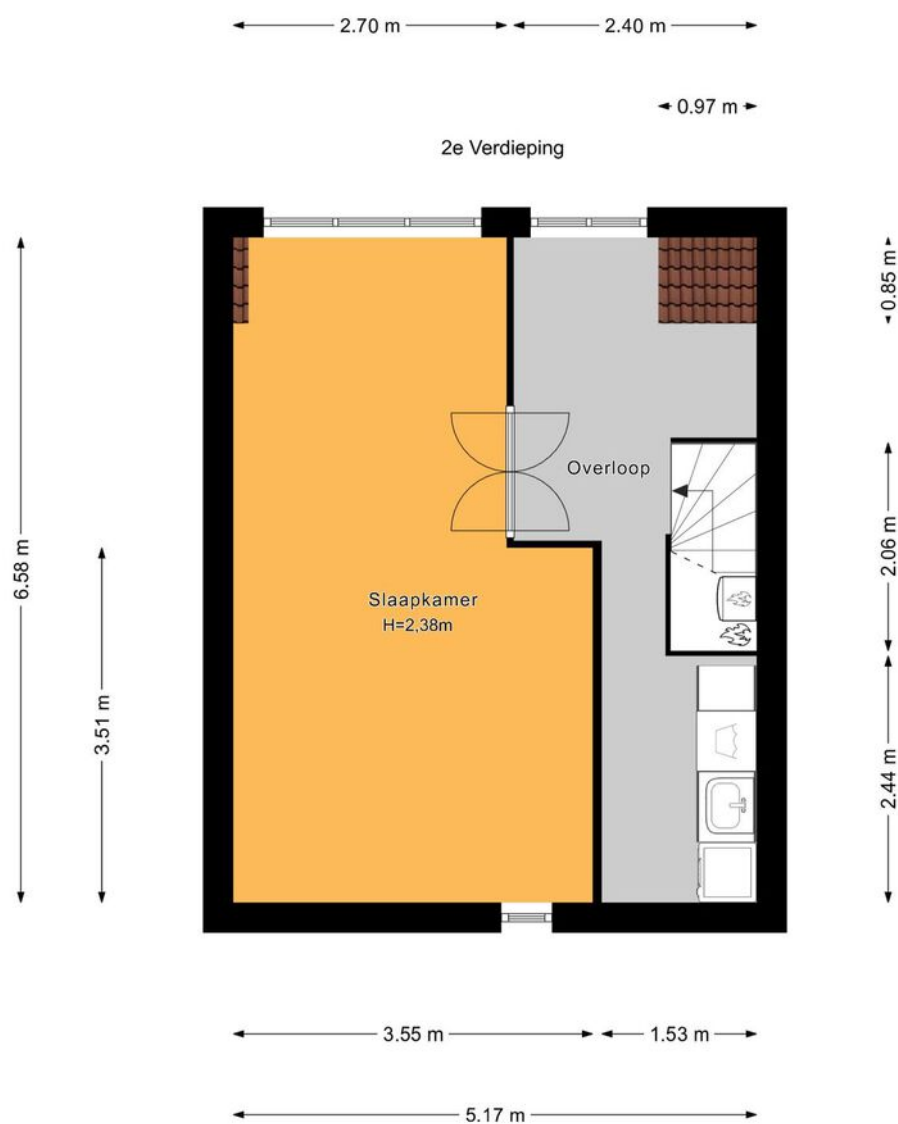 2.70 m
2.40 m
0.97 m
2e Verdieping
0.85 m
6.58 m
Overloop
2.06 m
Slaapkamer
H=2,38m
3.51 m
2.44 m
3.55 m
1.53 m
5.17 m